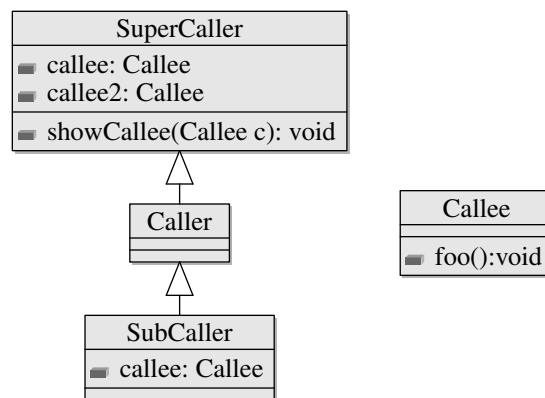 SuperCaller
callee: Callee
callee2: Callee
showCallee(Callee c): void
Caller
Callee
foo():void
SubCaller
callee: Callee